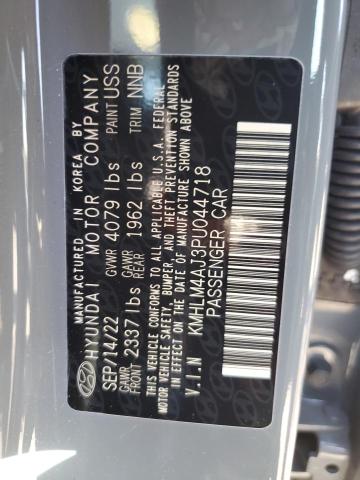 MANUFACTURED IN KOREA BY
HYUNDAI MOTOR COMPANY
SEP/14/22 GVWR 4079 lbs PAINT USS
GAWR FRONT 2337 lbs GAWR REAR 1962 lbs TRIM NNB
THIS VEHICLE CONFORMS TO ALL APPLICABLE U.S.A. FEDERAL
MOTOR VEHICLE SAFETY, BUMPER, AND THEFT PREVENTION STANDARDS
IN EFFECT ON THE DATE OF MANUFACTURE SHOWN ABOVE
V.I.N KMHLM4AJ3PU044718
PASSENGER CAR